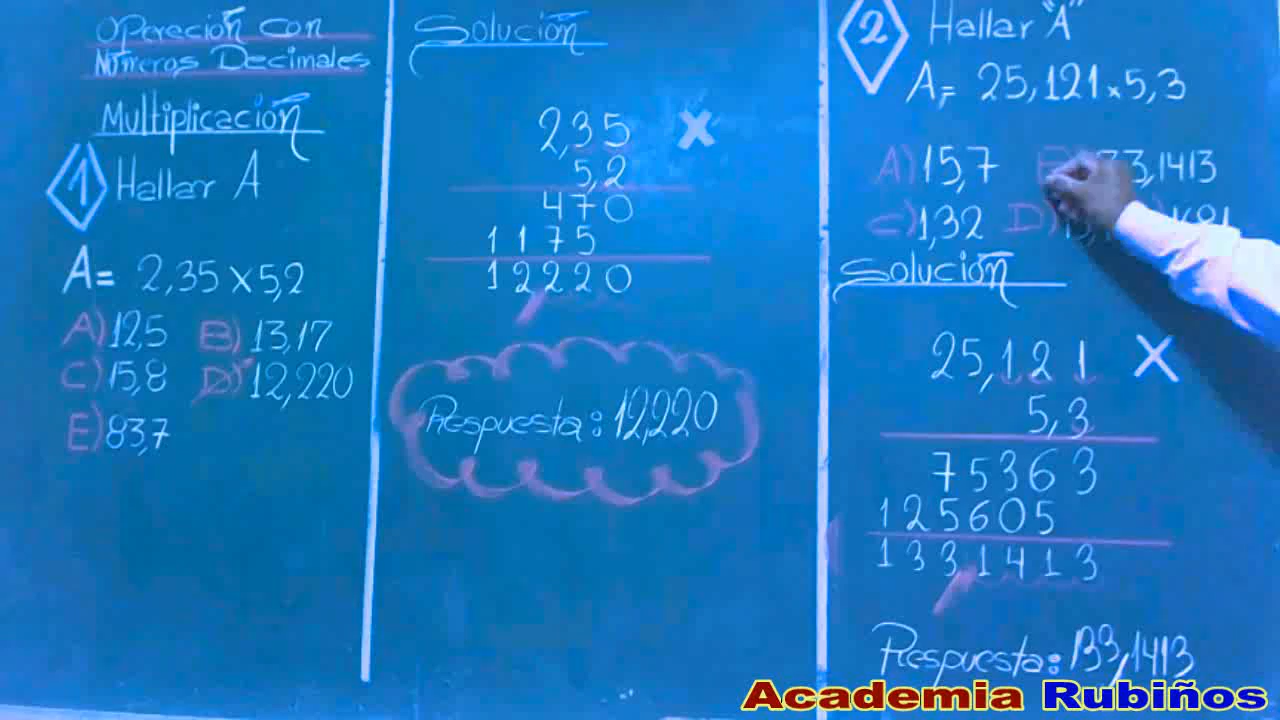 Operación con
Números Decimales
Multiplicación
1 Hallar A
A= 2,35 x 5,2
A) 12,5 B) 13,17
C) 15,8 D) 12,220
E) 83,7
Solución
2,35 X
5,2
470
1175
12220
Respuesta: 12,220
2 Hallar "A"
A= 25,121 x 5,3
A) 15,7
C) 1,32 D)
Solución
25,121 X
5,3
75363
125605
1331413
Respuesta: 133,1413
Academia Rubiños